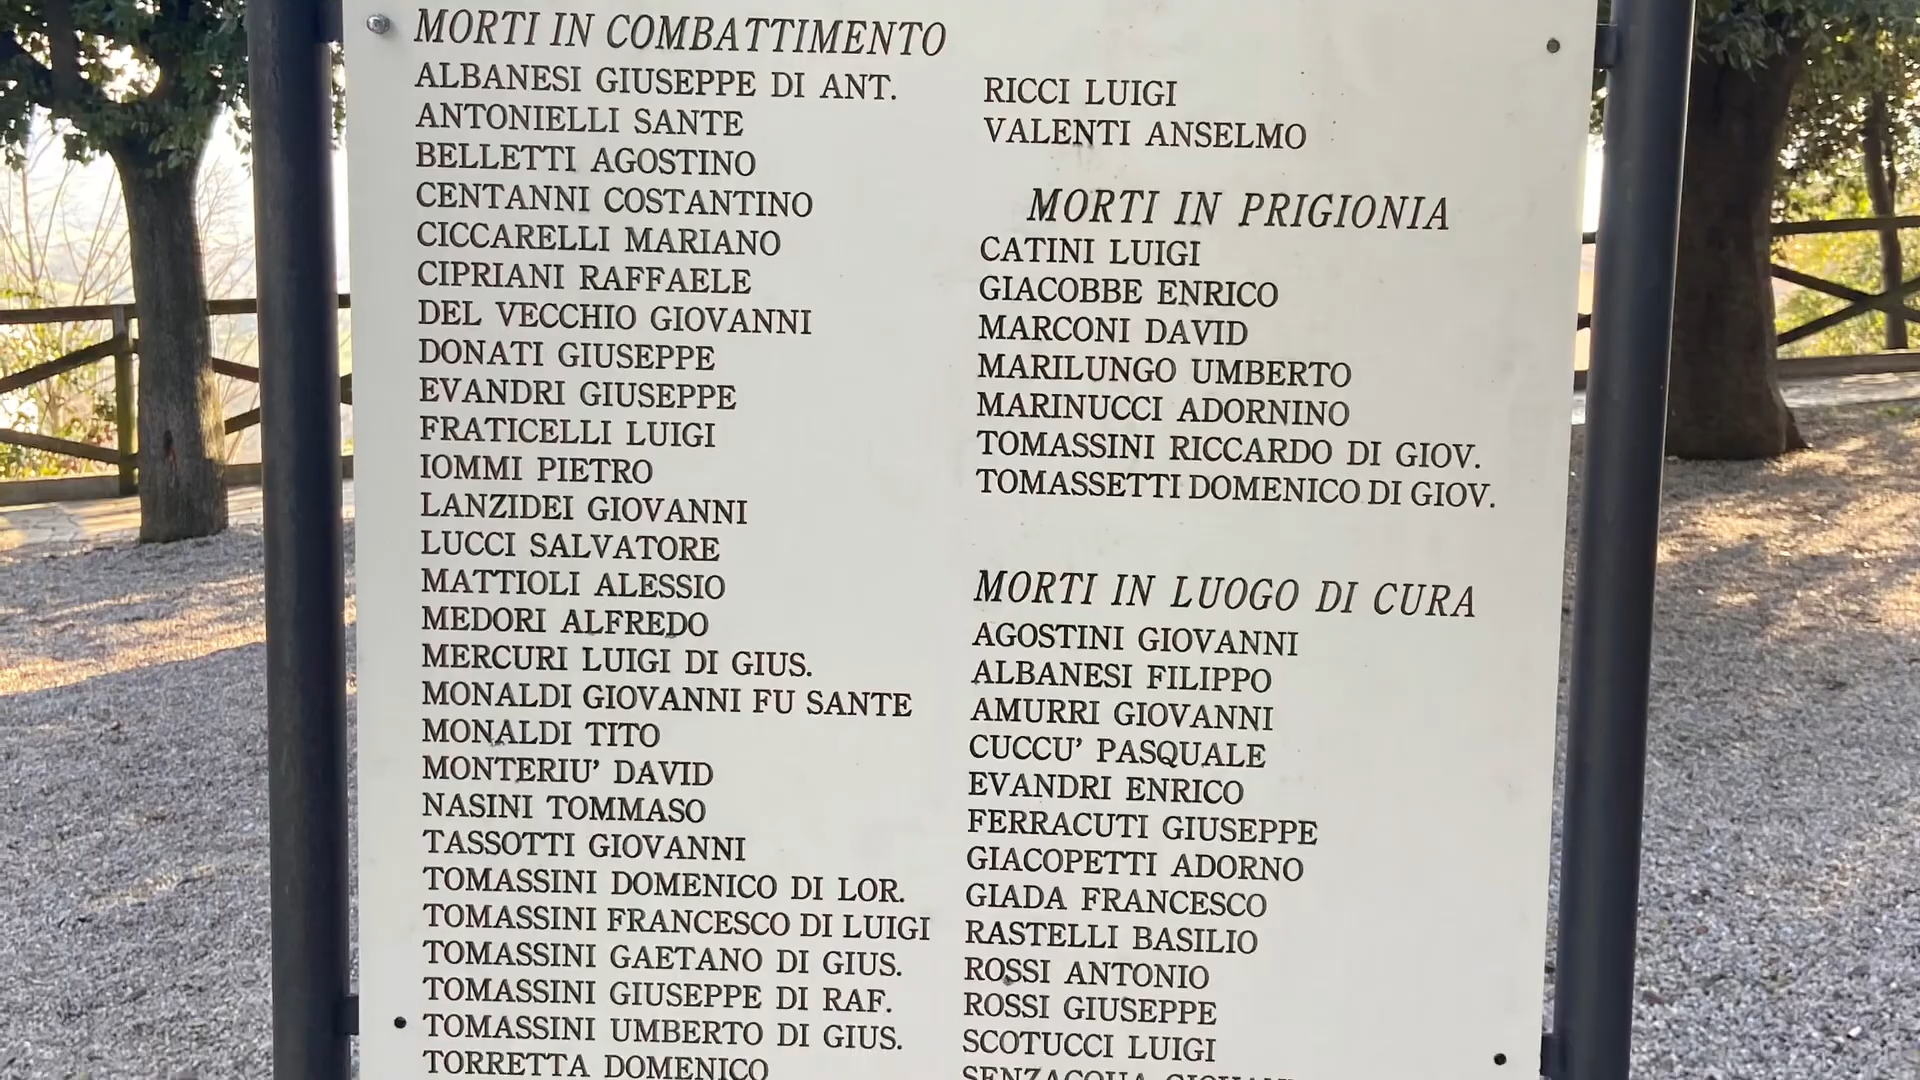 MORTI IN COMBATTIMENTO
ALBANESI GIUSEPPE DI ANT.
ANTONIELLI SANTE
BELLETTI AGOSTINO
CENTANNI COSTANTINO
CICCARELLI MARIANO
CIPRIANI RAFFAELE
DEL VECCHIO GIOVANNI
DONATI GIUSEPPE
EVANDRI GIUSEPPE
FRATICELLI LUIGI
IOMMI PIETRO
LANZIDEI GIOVANNI
LUCCI SALVATORE
MATTIOLI ALESSIO
MEDORI ALFREDO
MERCURI LUIGI DI GIUS.
MONALDI GIOVANNI FU SANTE
MONALDI TITO
MONTERIU' DAVID
NASINI TOMMASO
TASSOTTI GIOVANNI
TOMASSINI DOMENICO DI LOR.
TOMASSINI FRANCESCO DI LUIGI
TOMASSINI GAETANO DI GIUS.
TOMASSINI GIUSEPPE DI RAF.
TOMASSINI UMBERTO DI GIUS.
TORRETTA DOMENICO
RICCI LUIGI
VALENTI ANSELMO
MORTI IN PRIGIONIA
CATINI LUIGI
GIACOBBE ENRICO
MARCONI DAVID
MARILUNGO UMBERTO
MARINUCCI ADORNINO
TOMASSINI RICCARDO DI GIOV.
TOMASSETTI DOMENICO DI GIOV.
MORTI IN LUOGO DI CURA
AGOSTINI GIOVANNI
ALBANESI FILIPPO
AMURRI GIOVANNI
CUCCU' PASQUALE
EVANDRI ENRICO
FERRACUTI GIUSEPPE
GIACOPETTI ADORNO
GIADA FRANCESCO
RASTELLI BASILIO
ROSSI ANTONIO
ROSSI GIUSEPPE
SCOTUCCI LUIGI
SENZACQUA